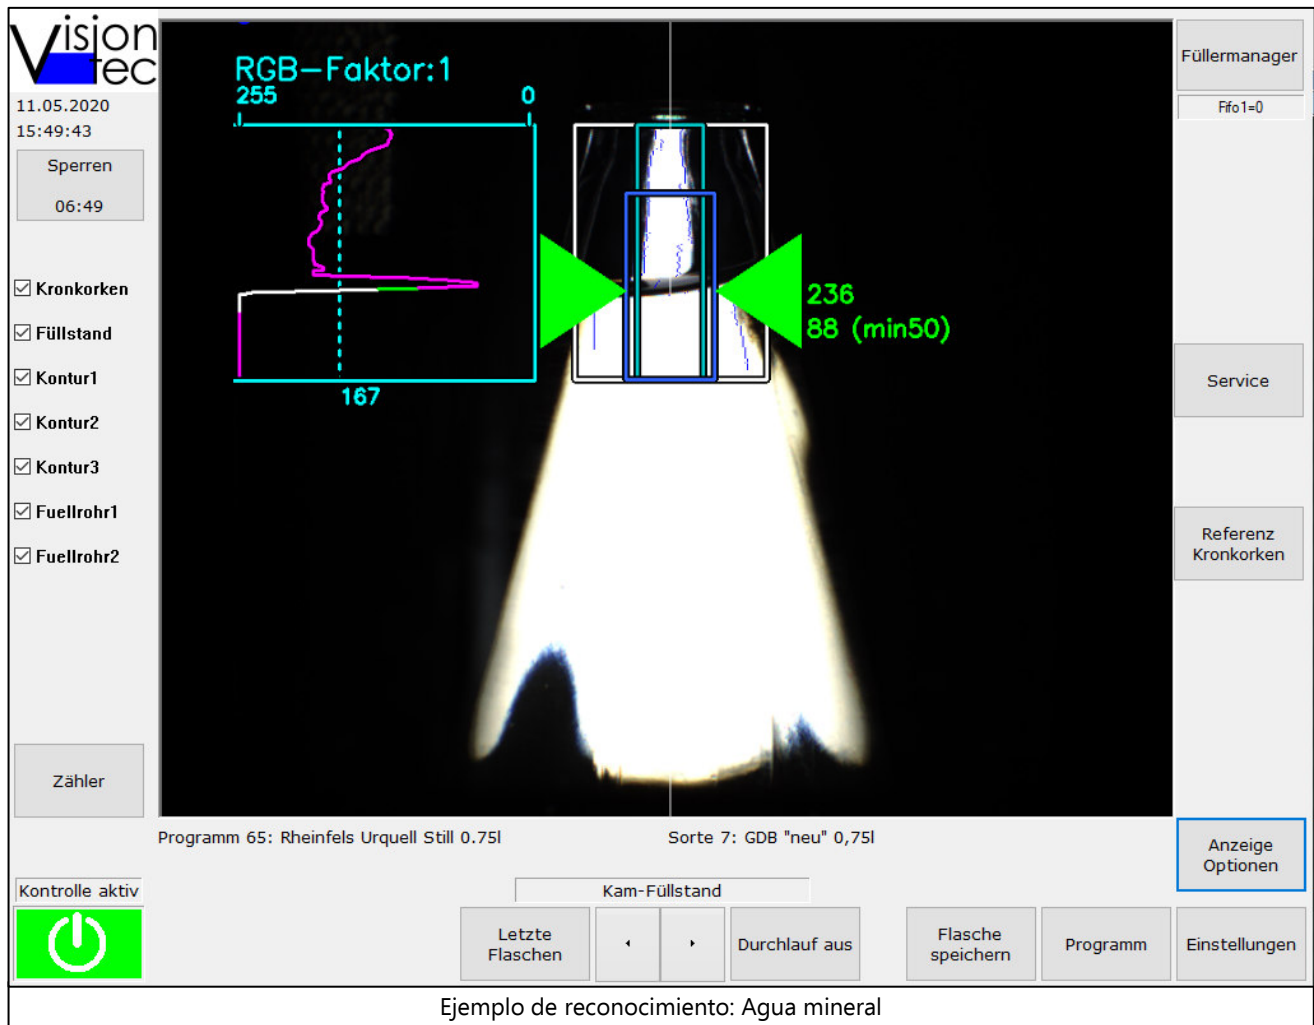 Vision
tec
11.05.2020
15:49:43
Sperren
06:49
Kronkorken
Füllstand
Kontur1
Kontur2
Kontur3
Fuellrohr1
Fuellrohr2
Zähler
Kontrolle aktiv
RGB-Faktor:1
255 0
167
236
88 (min50)
Programm 65: Rheinfels Urquell Still 0.75l Sorte 7: GDB "neu" 0,75l
Kam-Füllstand
Letzte
Flaschen
Durchlauf aus
Flasche
speichern
Programm
Einstellungen
Füllermanager
Fifo1=0
Service
Referenz
Kronkorken
Anzeige
Optionen
Ejemplo de reconocimiento: Agua mineral